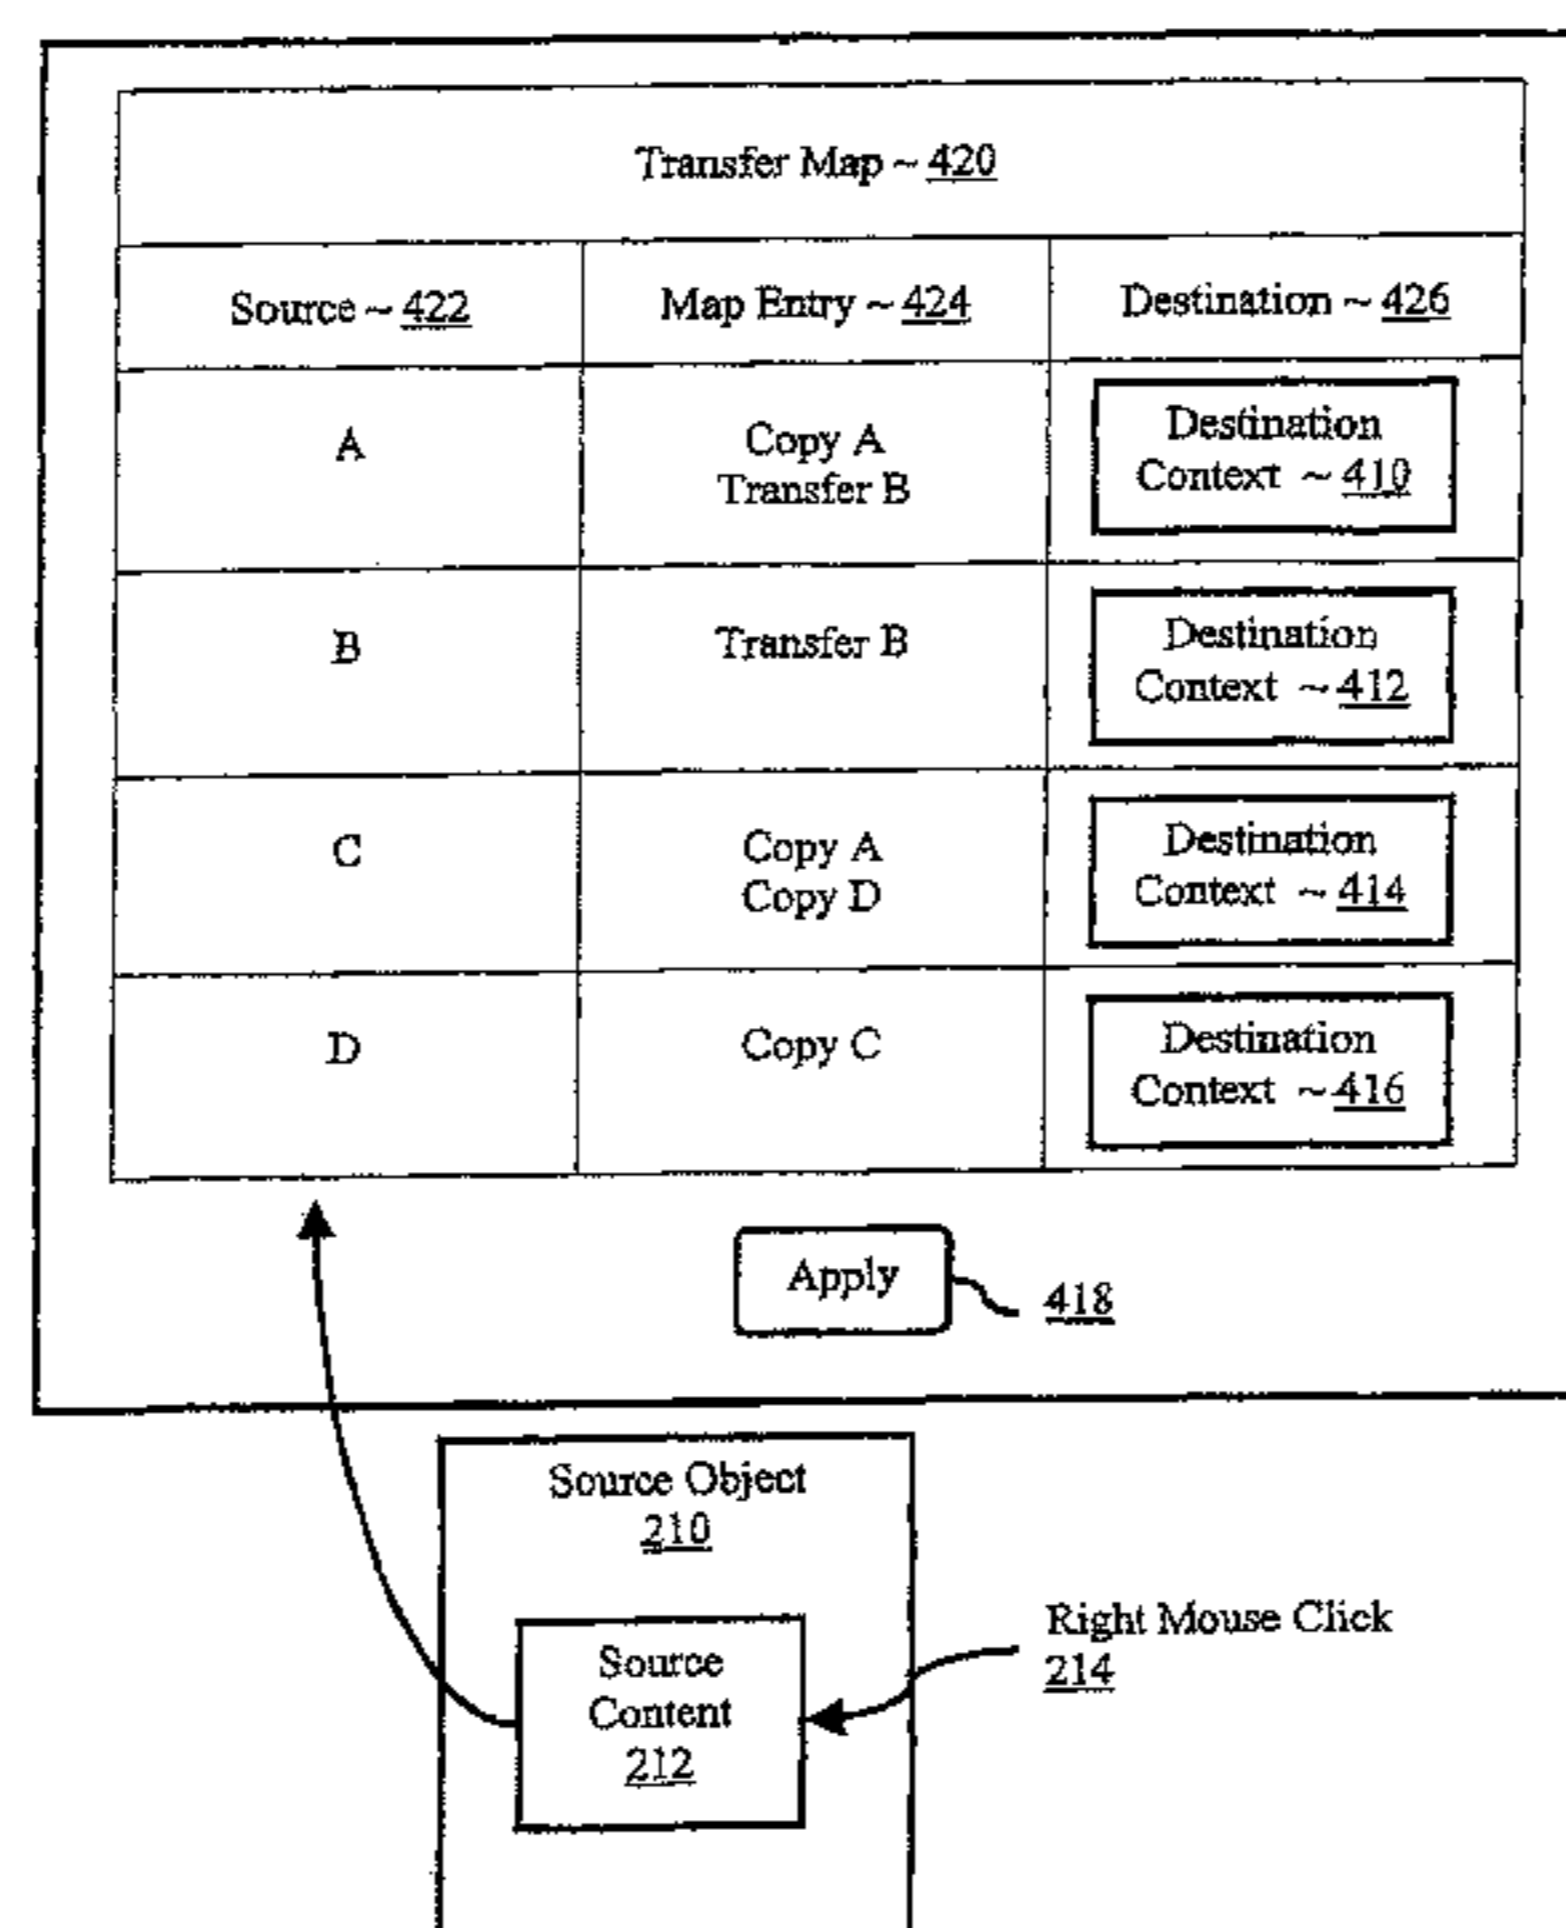 Transfer Map ~ 420
Source ~ 422
Map Entry ~ 424
Destination ~ 426
A
Copy A
Transfer B
Destination
Context ~ 410
B
Transfer B
Destination
Context ~ 412
C
Copy A
Copy D
Destination
Context ~ 414
D
Copy C
Destination
Context ~ 416
Apply
418
Source Object
210
Source
Content
212
Right Mouse Click
214